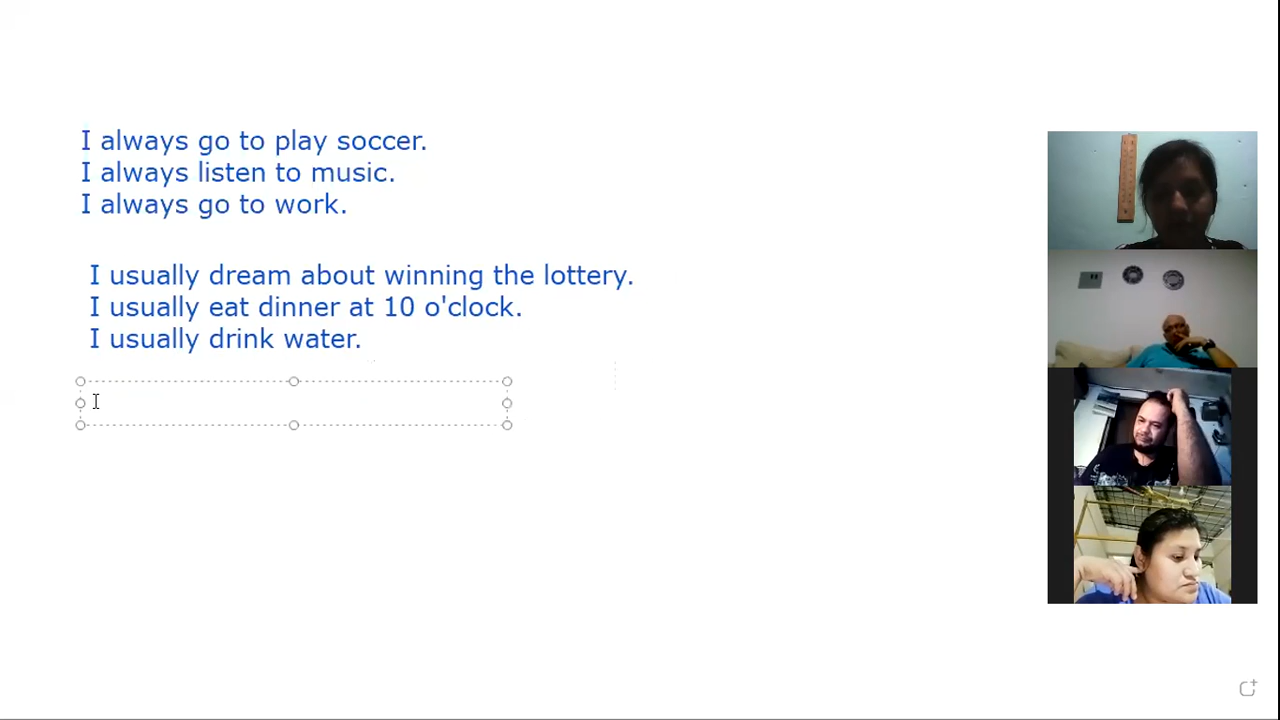 I always go to play soccer.
I always listen to music.
I always go to work.
I usually dream about winning the lottery.
I usually eat dinner at 10 o'clock.
I usually drink water.